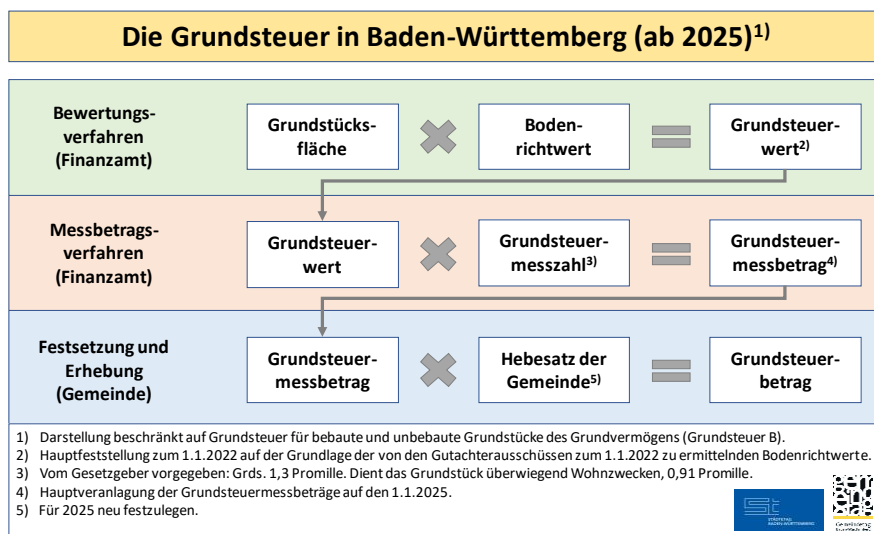 Die Grundsteuer in Baden-Württemberg (ab 2025)1)
Bewertungs-
verfahren
(Finanzamt)
Grundstücks-
fläche
Boden-
richtwert
Grundsteuer-
wert2)
Messbetrags-
verfahren
(Finanzamt)
Grundsteuer-
wert
Grundsteuer-
messzahl3)
Grundsteuer-
messbetrag4)
Festsetzung und
Erhebung
(Gemeinde)
Grundsteuer-
messbetrag
Hebesatz der
Gemeinde5)
Grundsteuer-
betrag
1) Darstellung beschränkt auf Grundsteuer für bebaute und unbebaute Grundstücke des Grundvermögens (Grundsteuer B).
2) Hauptfeststellung zum 1.1.2022 auf der Grundlage der von den Gutachterausschüssen zum 1.1.2022 zu ermittelnden Bodenrichtwerte.
3) Vom Gesetzgeber vorgegeben: Grds. 1,3 Promille. Dient das Grundstück überwiegend Wohnzwecken, 0,91 Promille.
4) Hauptveranlagung der Grundsteuermessbeträge auf den 1.1.2025.
5) Für 2025 neu festzulegen.
STÄDTETAG
BADEN-WÜRTTEMBERG
Gemeindetag